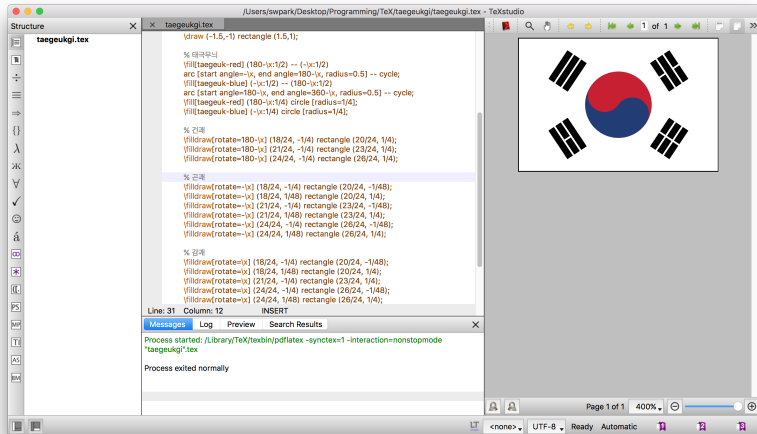 /Users/swpark/Desktop/Programming/TeX/taegeukgi/taegeukgi.tex - TeXstudio
Structure
taegeukgi.tex
taegeukgi.tex
1 of 1
\draw (-1.5,-1) rectangle (1.5,1);
% 태극무늬
\fill[taegeuk-red] (180-\x:1/2) -- (-\x:1/2)
arc [start angle=-\x, end angle=180-\x, radius=0.5] -- cycle;
\fill[taegeuk-blue] (-\x:1/2) -- (180-\x:1/2)
arc [start angle=180-\x, end angle=360-\x, radius=0.5] -- cycle;
\fill[taegeuk-red] (180-\x:1/4) circle [radius=1/4];
\fill[taegeuk-blue] (-\x:1/4) circle [radius=1/4];
% 건괘
\filldraw[rotate=180-\x] (18/24, -1/4) rectangle (20/24, 1/4);
\filldraw[rotate=180-\x] (21/24, -1/4) rectangle (23/24, 1/4);
\filldraw[rotate=180-\x] (24/24, -1/4) rectangle (26/24, 1/4);
% 곤괘
\filldraw[rotate=-\x] (18/24, -1/4) rectangle (20/24, -1/48);
\filldraw[rotate=-\x] (18/24, 1/48) rectangle (20/24, 1/4);
\filldraw[rotate=-\x] (21/24, -1/4) rectangle (23/24, -1/48);
\filldraw[rotate=-\x] (21/24, 1/48) rectangle (23/24, 1/4);
\filldraw[rotate=-\x] (24/24, -1/4) rectangle (26/24, -1/48);
\filldraw[rotate=-\x] (24/24, 1/48) rectangle (26/24, 1/4);
% 감괘
\filldraw[rotate=\x] (18/24, -1/4) rectangle (20/24, -1/48);
\filldraw[rotate=\x] (18/24, 1/48) rectangle (20/24, 1/4);
\filldraw[rotate=\x] (21/24, -1/4) rectangle (23/24, 1/4);
\filldraw[rotate=\x] (24/24, -1/4) rectangle (26/24, -1/48);
\filldraw[rotate=\x] (24/24, 1/48) rectangle (26/24, 1/4);
Line: 31 Column: 12 INSERT
Messages Log Preview Search Results
Process started: /Library/TeX/texbin/pdflatex -synctex=1 -interaction=nonstopmode
"taegeukgi".tex
Process exited normally
PS
MP
TI
AS
BM
Page 1 of 1 400%
LT <none> UTF-8 Ready Automatic